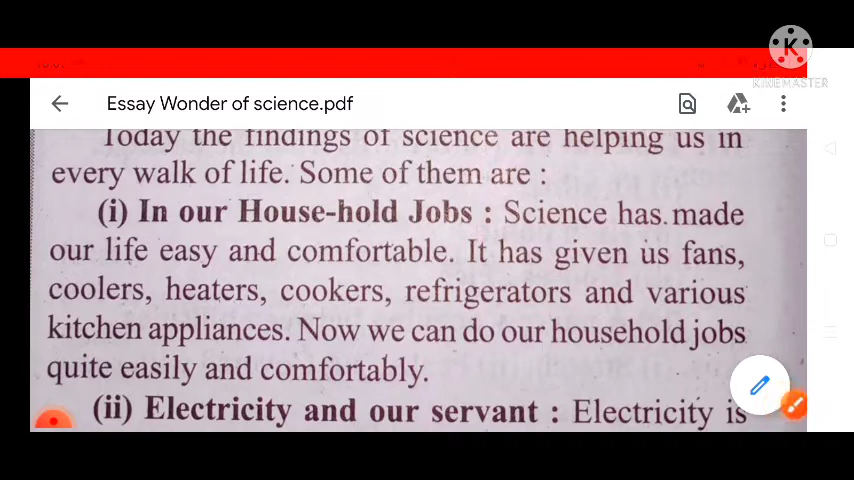 K
KINEMASTER
Essay Wonder of science.pdf
Today the findings of science are helping us in
every walk of life. Some of them are :
(i) In our House-hold Jobs : Science has made
our life easy and comfortable. It has given us fans,
coolers, heaters, cookers, refrigerators and various
kitchen appliances. Now we can do our household jobs
quite easily and comfortably.
(ii) Electricity and our servant : Electricity is